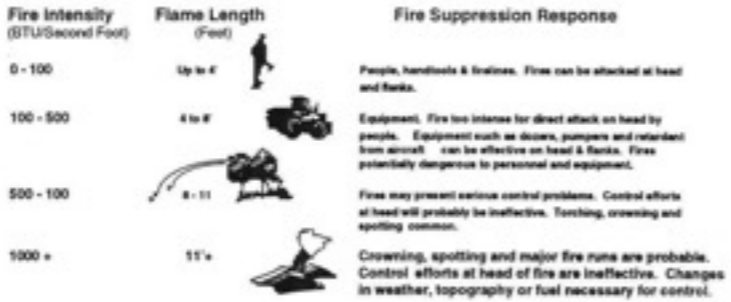 Fire Intensity Flame Length Fire Suppression Response
(BTU/Second Foot) (Feet)
0 - 100 Up to 4' People, handtools & firelines. Fires can be attacked at head
and flanks.
100 - 500 4 to 8' Equipment. Fire too intense for direct attack on head by
people. Equipment such as dozers, pumpers and retardant
from aircraft can be effective on head & flanks. Fires
potentially dangerous to personnel and equipment.
500 - 100 8 - 11 Fires may present serious control problems. Control efforts
at head will probably be ineffective. Torching, crowning and
spotting common.
1000 + 11'+ Crowning, spotting and major fire runs are probable.
Control efforts at head of fire are ineffective. Changes
in weather, topography or fuel necessary for control.